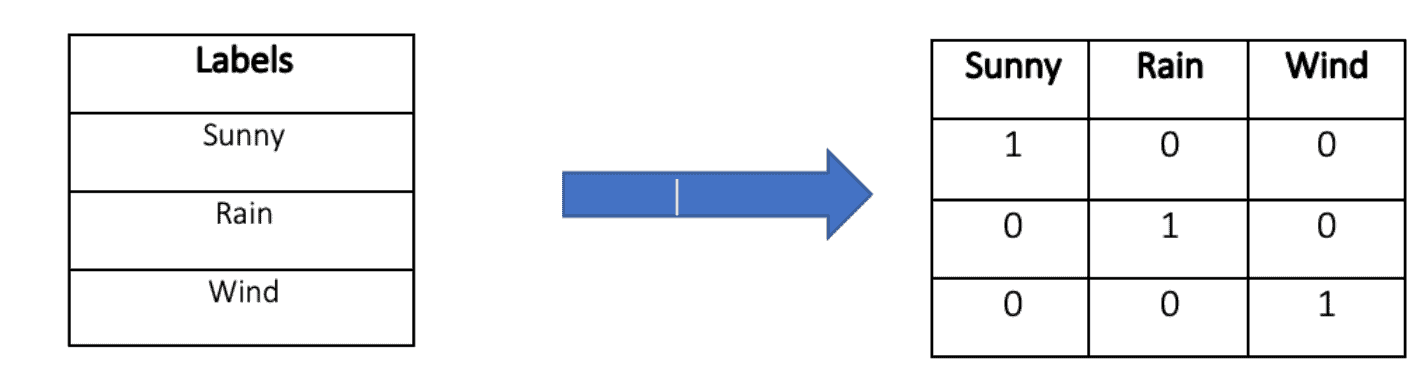 Labels
Sunny
Rain
Wind
Sunny Rain Wind
1 0 0
0 1 0
0 0 1